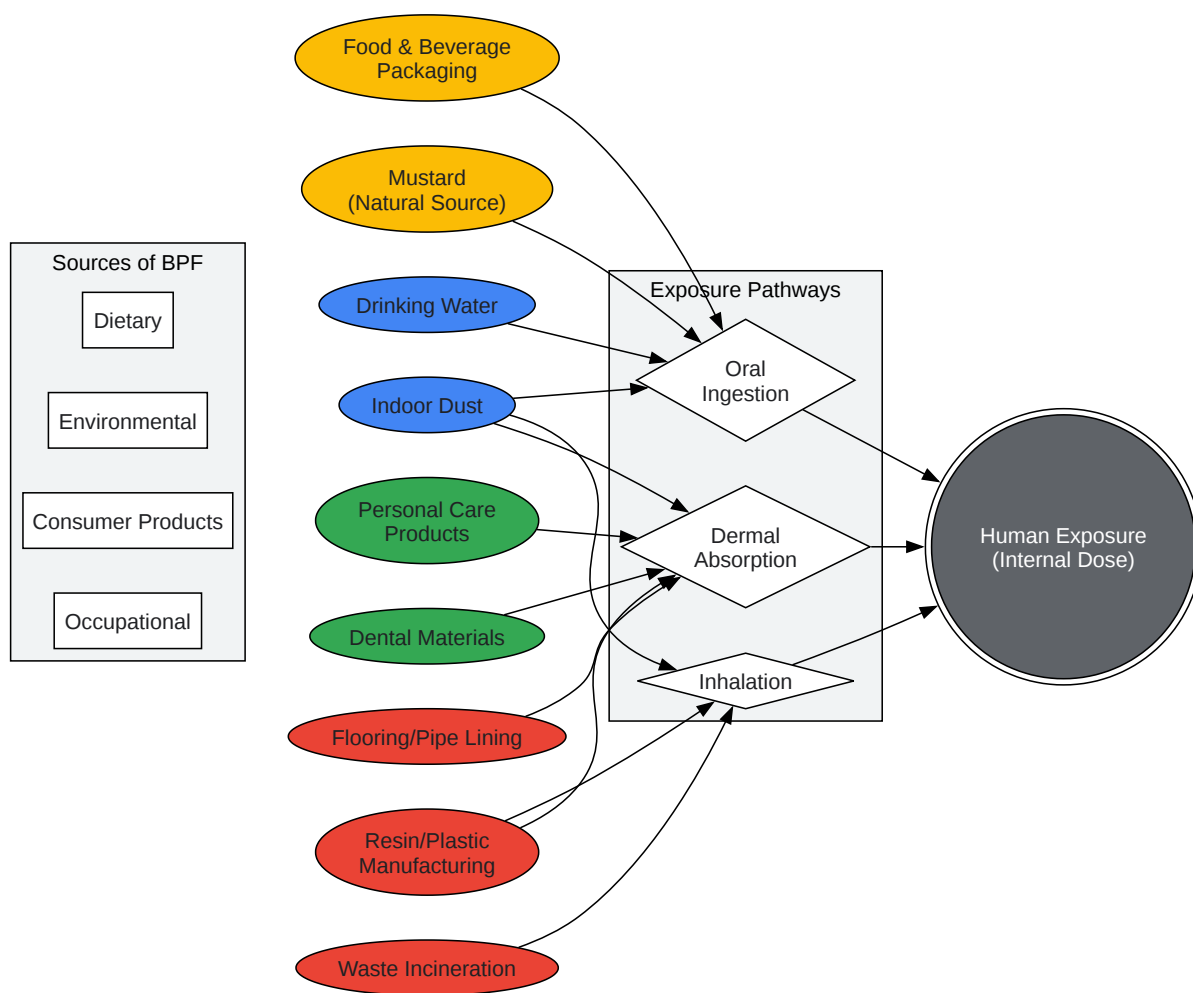 Food & Beverage
Packaging
Mustard
(Natural Source)
Sources of BPF
Dietary
Environmental
Consumer Products
Occupational
Drinking Water
Indoor Dust
Personal Care
Products
Dental Materials
Flooring/Pipe Lining
Resin/Plastic
Manufacturing
Waste Incineration
Exposure Pathways
Oral
Ingestion
Dermal
Absorption
Inhalation
Human Exposure
(Internal Dose)